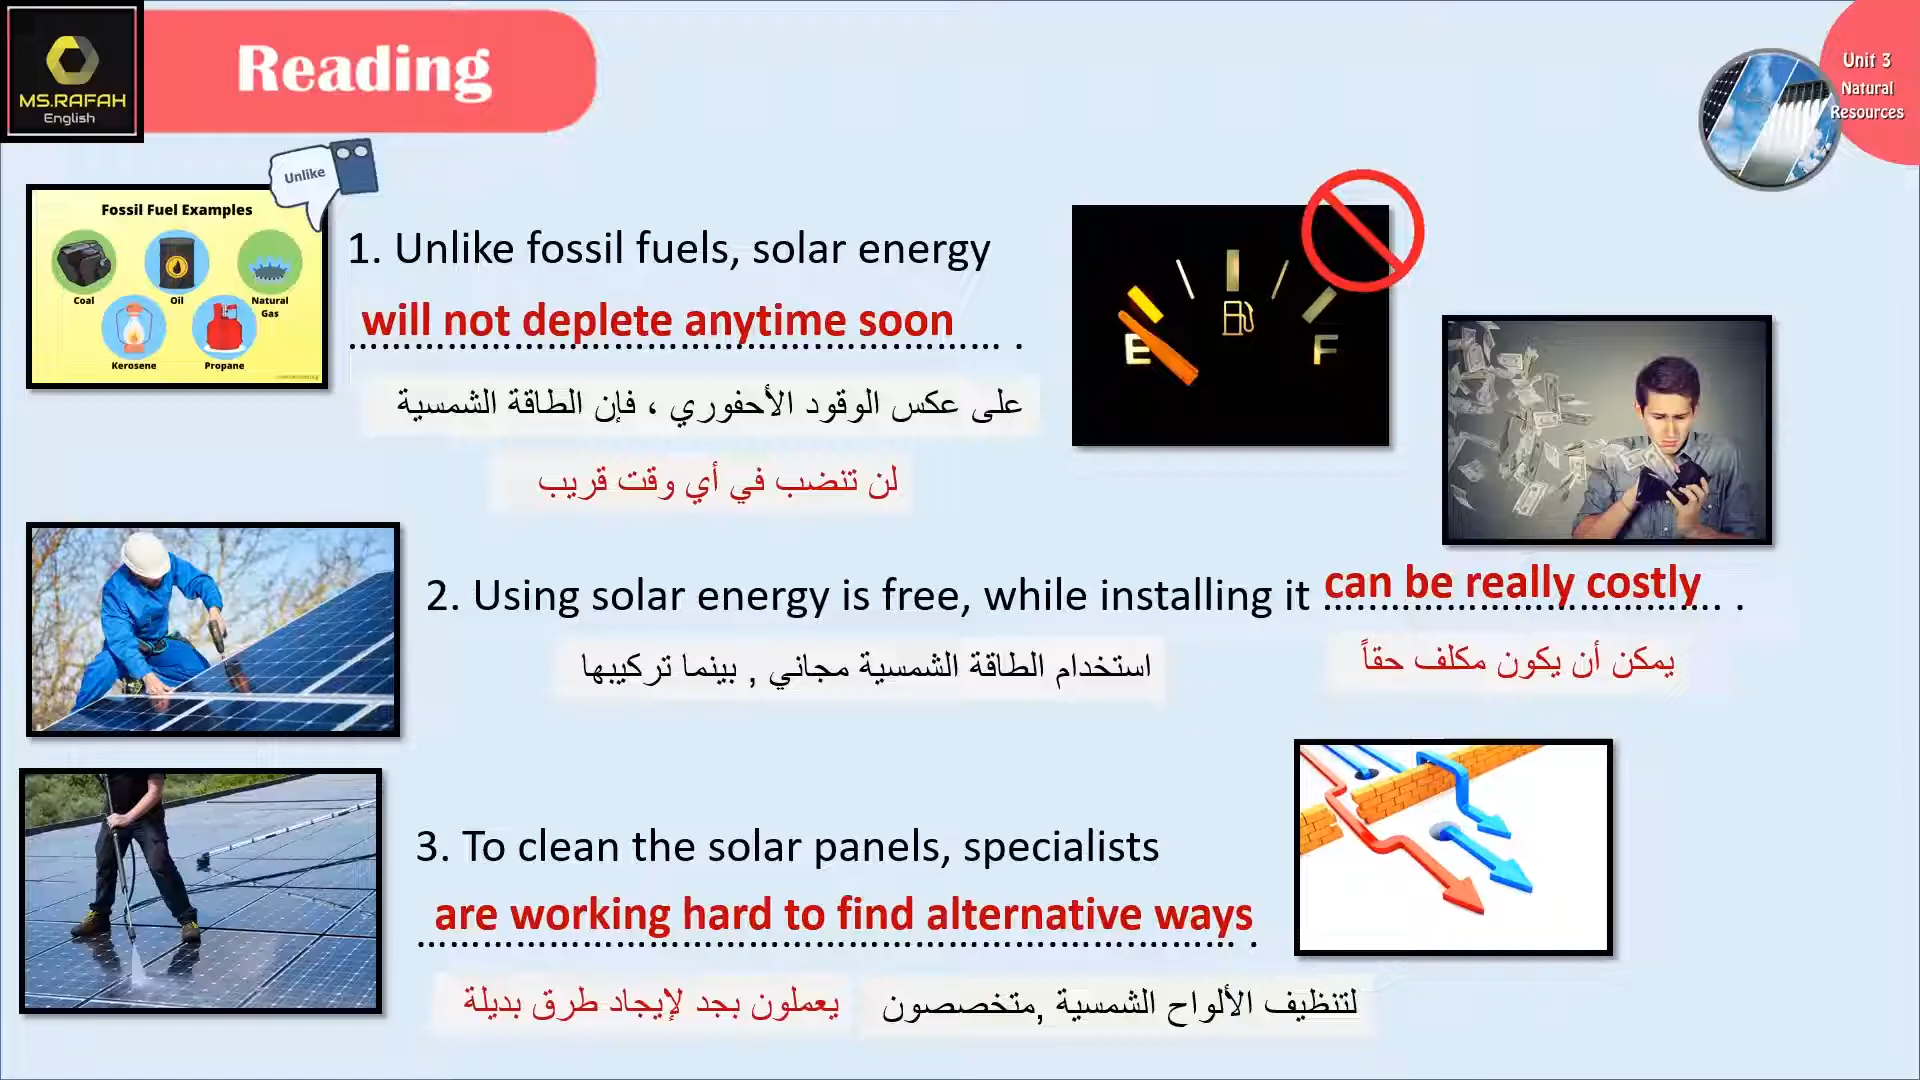 MS.RAFAH
English
Reading
Unit 3
Natural
Resources
Unlike
Fossil Fuel Examples
Coal
Oil
Natural
Gas
Kerosene
Propane
1. Unlike fossil fuels, solar energy
will not deplete anytime soon
على عكس الوقود الأحفوري ، فإن الطاقة الشمسية
لن تنضب في أي وقت قريب
E
F
2. Using solar energy is free, while installing it can be really costly.
استخدام الطاقة الشمسية مجاني , بينما تركيبها
يمكن أن يكون مكلف حقاً
3. To clean the solar panels, specialists
are working hard to find alternative ways.
لتنظيف الألواح الشمسية ,متخصصون يعملون بجد لإيجاد طرق بديلة